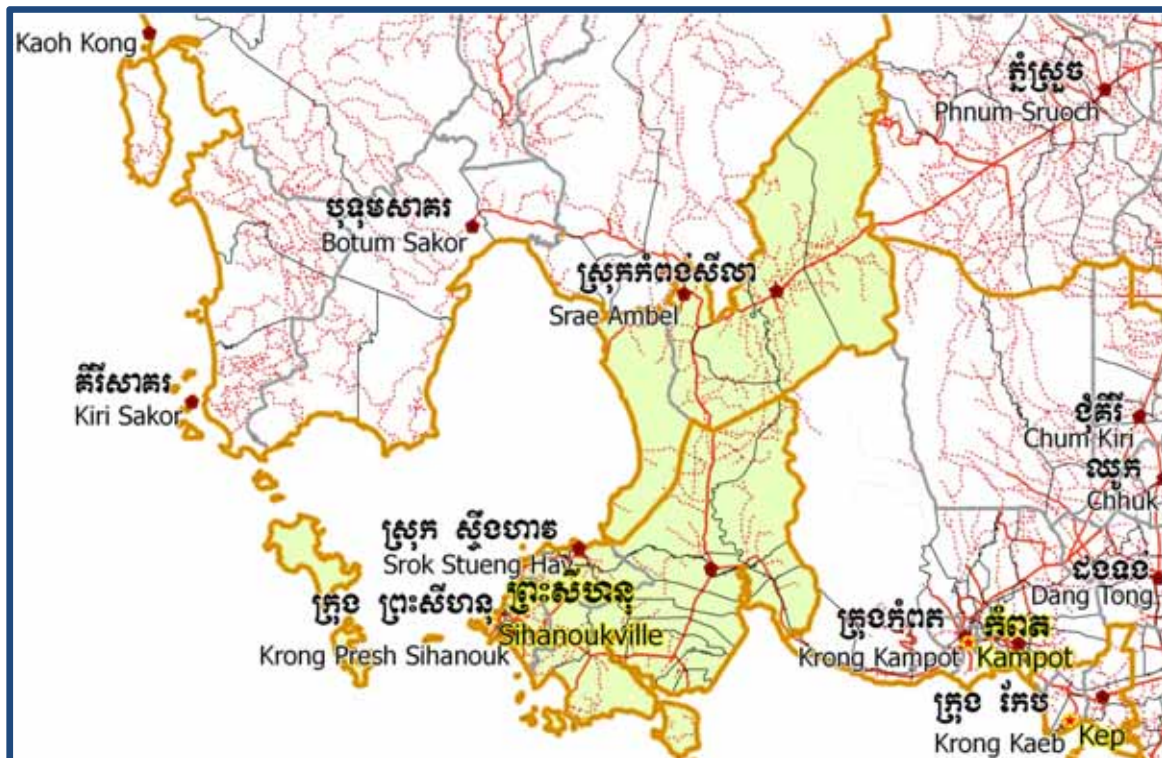 Kaoh Kong
ភ្នំស្រួច
Phnum-Sruoch
បុទុមសាគរ
Botum Sakor
ស្រុកកំពង់សីលា
Srae Ambel
គិរីសាគរ
Kiri Sakor
ជុំគិរី
Chum Kiri
ឈូក
Chhuk
ស្រុក ស្ទឹងហាវ
Srok Stueng Hav
ដងទង់
Dang Tong
ក្រុង ព្រះសីហនុ
Krong Presh Sihanouk
ព្រះសីហនុ
Sihanoukville
ក្រុងកំពត
Krong Kampot
កំពត
Kampot
ក្រុង កែប
Krong Kaeb
Kep